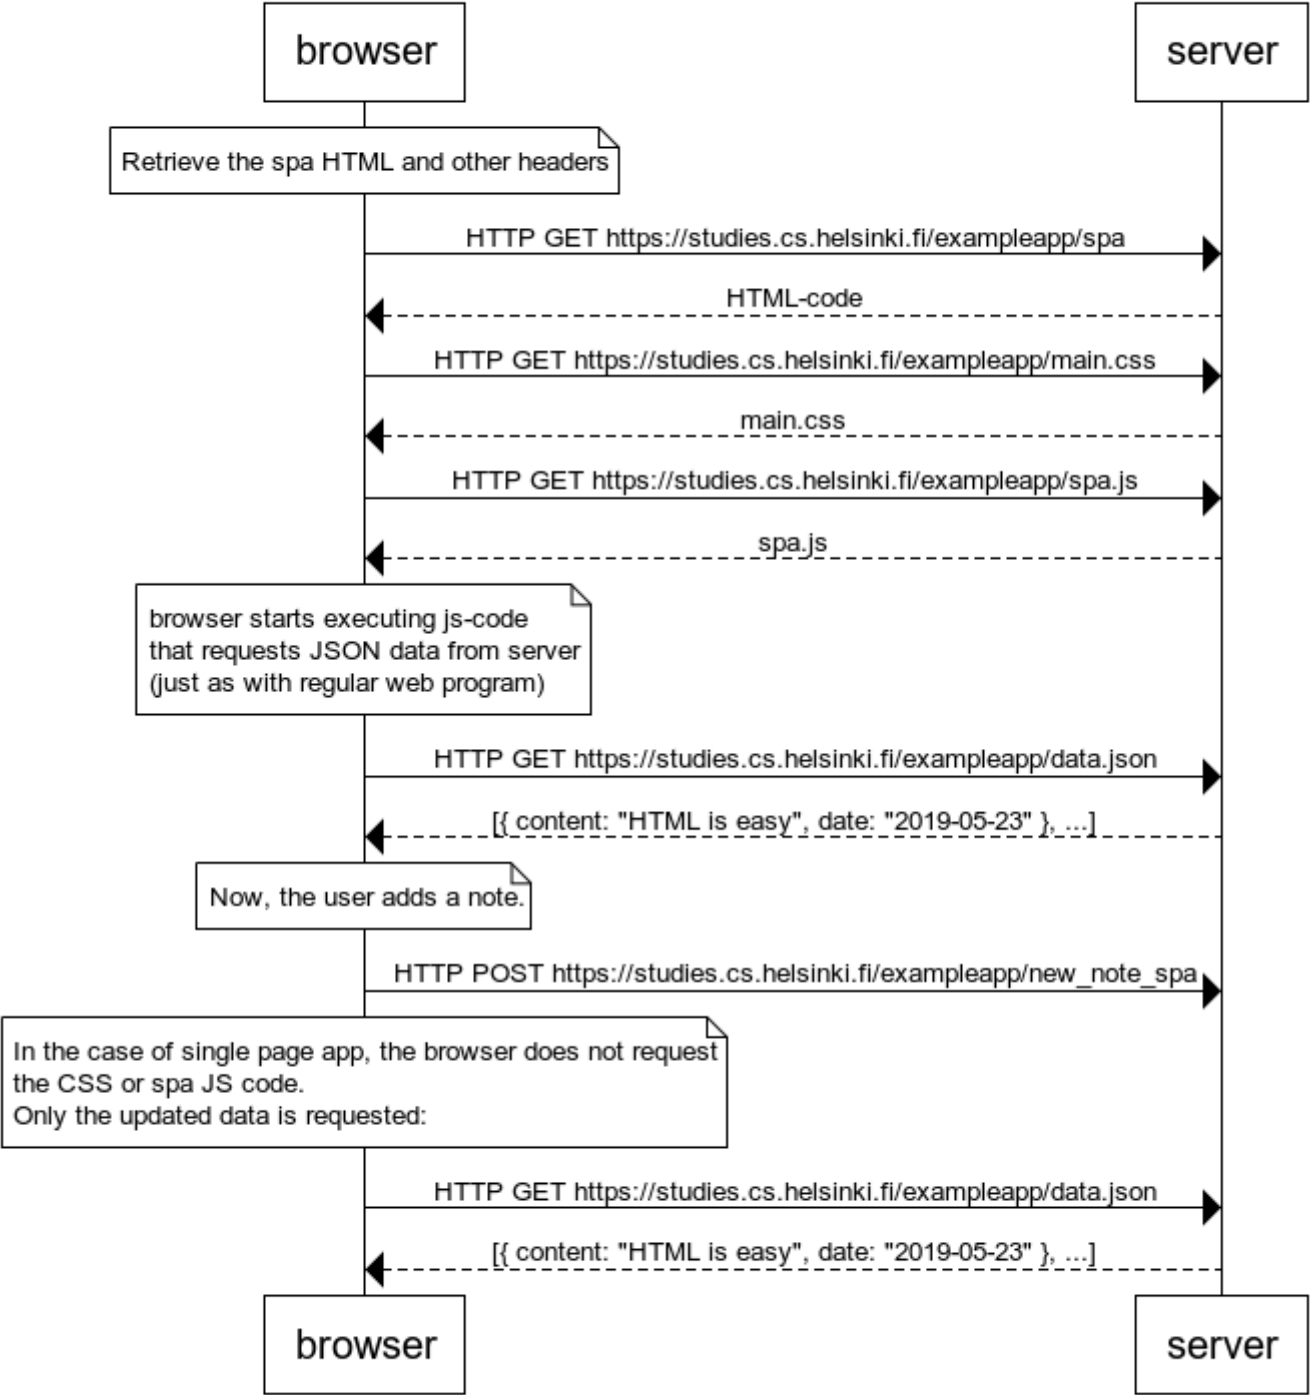 browser
server
Retrieve the spa HTML and other headers
HTTP GET https://studies.cs.helsinki.fi/exampleapp/spa
HTML-code
HTTP GET https://studies.cs.helsinki.fi/exampleapp/main.css
main.css
HTTP GET https://studies.cs.helsinki.fi/exampleapp/spa.js
spa.js
browser starts executing js-code
that requests JSON data from server
(just as with regular web program)
HTTP GET https://studies.cs.helsinki.fi/exampleapp/data.json
[{ content: "HTML is easy", date: "2019-05-23" }, ...]
Now, the user adds a note.
HTTP POST https://studies.cs.helsinki.fi/exampleapp/new_note_spa
In the case of single page app, the browser does not request
the CSS or spa JS code.
Only the updated data is requested:
HTTP GET https://studies.cs.helsinki.fi/exampleapp/data.json
[{ content: "HTML is easy", date: "2019-05-23" }, ...]
browser
server